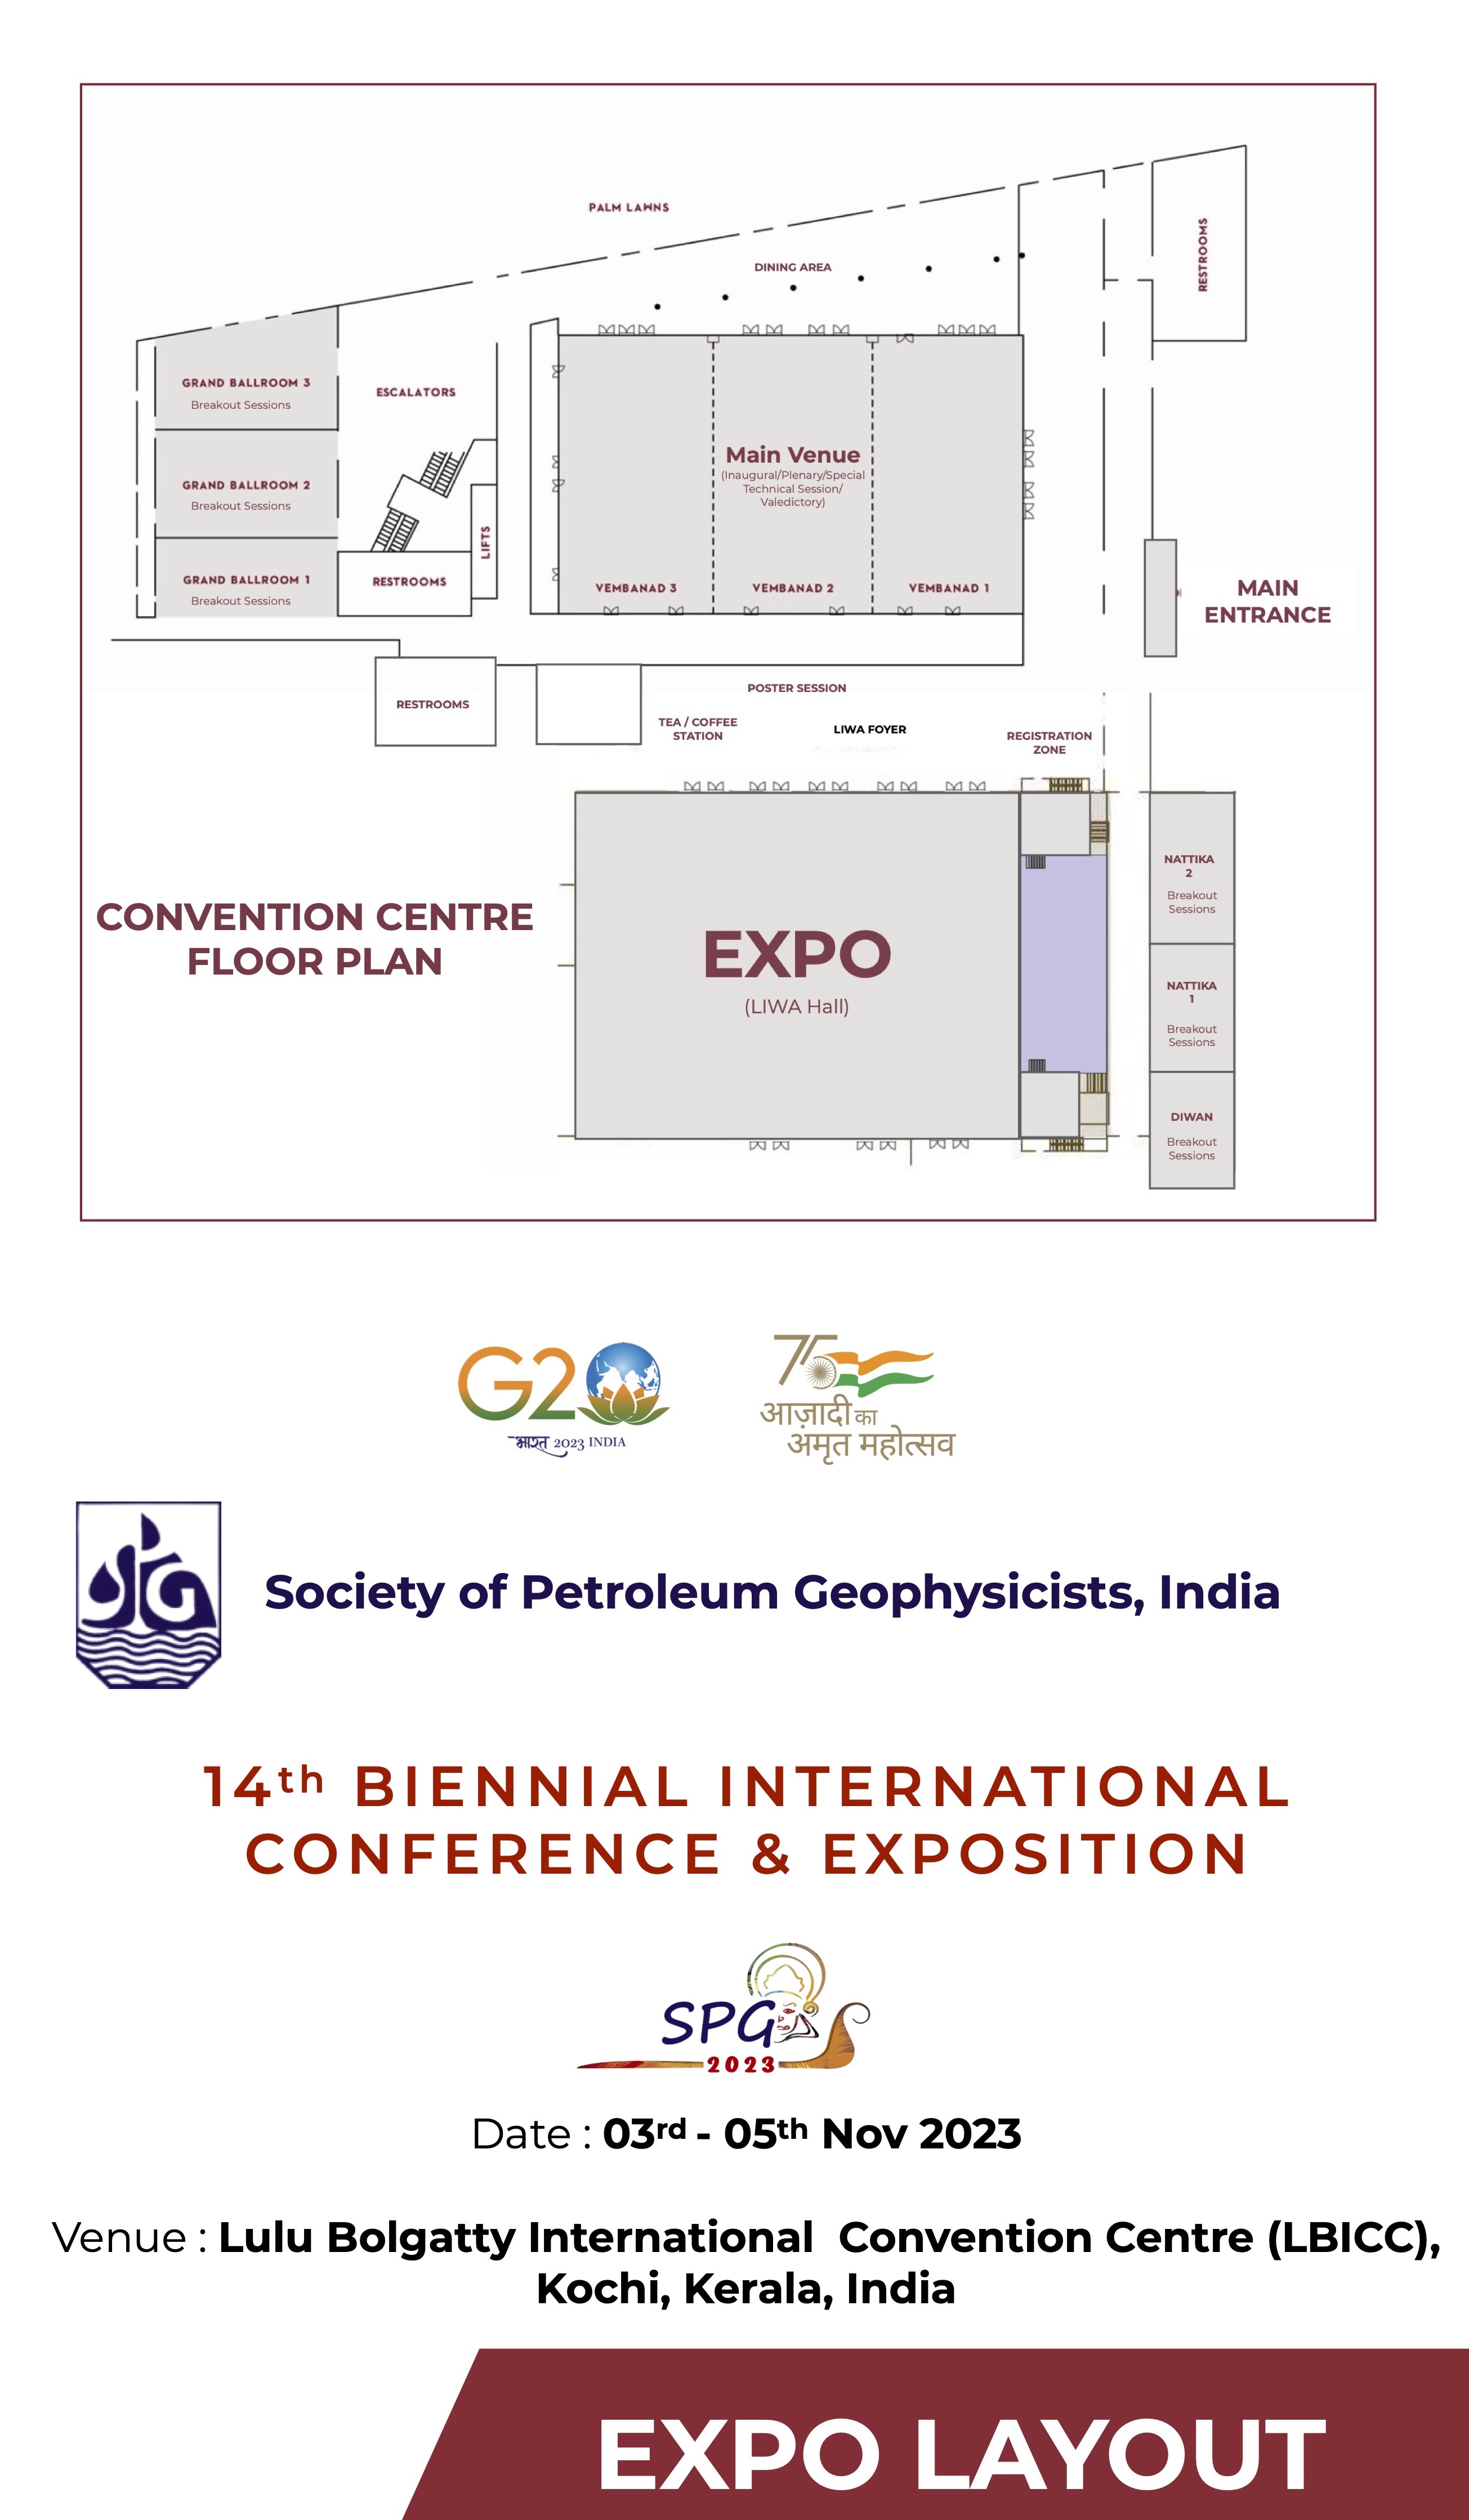 PALM LAWNS
DINING AREA
RESTROOMS
GRAND BALLROOM 3
Breakout Sessions
ESCALATORS
GRAND BALLROOM 2
Breakout Sessions
LIFTS
GRAND BALLROOM 1
Breakout Sessions
RESTROOMS
Main Venue
(Inaugural/Plenary/Special
Technical Session/
Valedictory)
VEMBANAD 3
VEMBANAD 2
VEMBANAD 1
MAIN
ENTRANCE
RESTROOMS
POSTER SESSION
TEA / COFFEE
STATION
LIWA FOYER
REGISTRATION
ZONE
CONVENTION CENTRE
FLOOR PLAN
EXPO
(LIWA Hall)
NATTIKA
2
Breakout
Sessions
NATTIKA
1
Breakout
Sessions
DIWAN
Breakout
Sessions
G20
भारत 2023 INDIA
75
आज़ादी का
अमृत महोत्सव
SPG
Society of Petroleum Geophysicists, India
14th BIENNIAL INTERNATIONAL
CONFERENCE & EXPOSITION
SPG
2023
Date : 03rd - 05th Nov 2023
Venue : Lulu Bolgatty International Convention Centre (LBICC),
Kochi, Kerala, India
EXPO LAYOUT